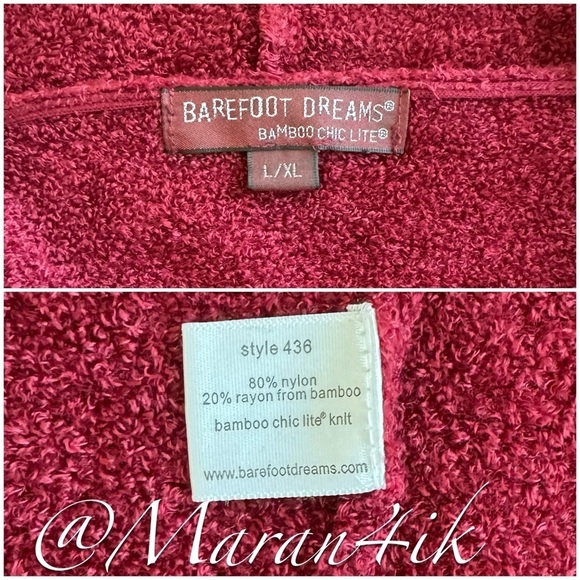 BAREFOOT DREAMS®
BAMBOO CHIC LITE®
L/XL
style 436
80% nylon
20% rayon from bamboo
bamboo chic lite® knit
www.barefootdreams.com
@Maran4ik